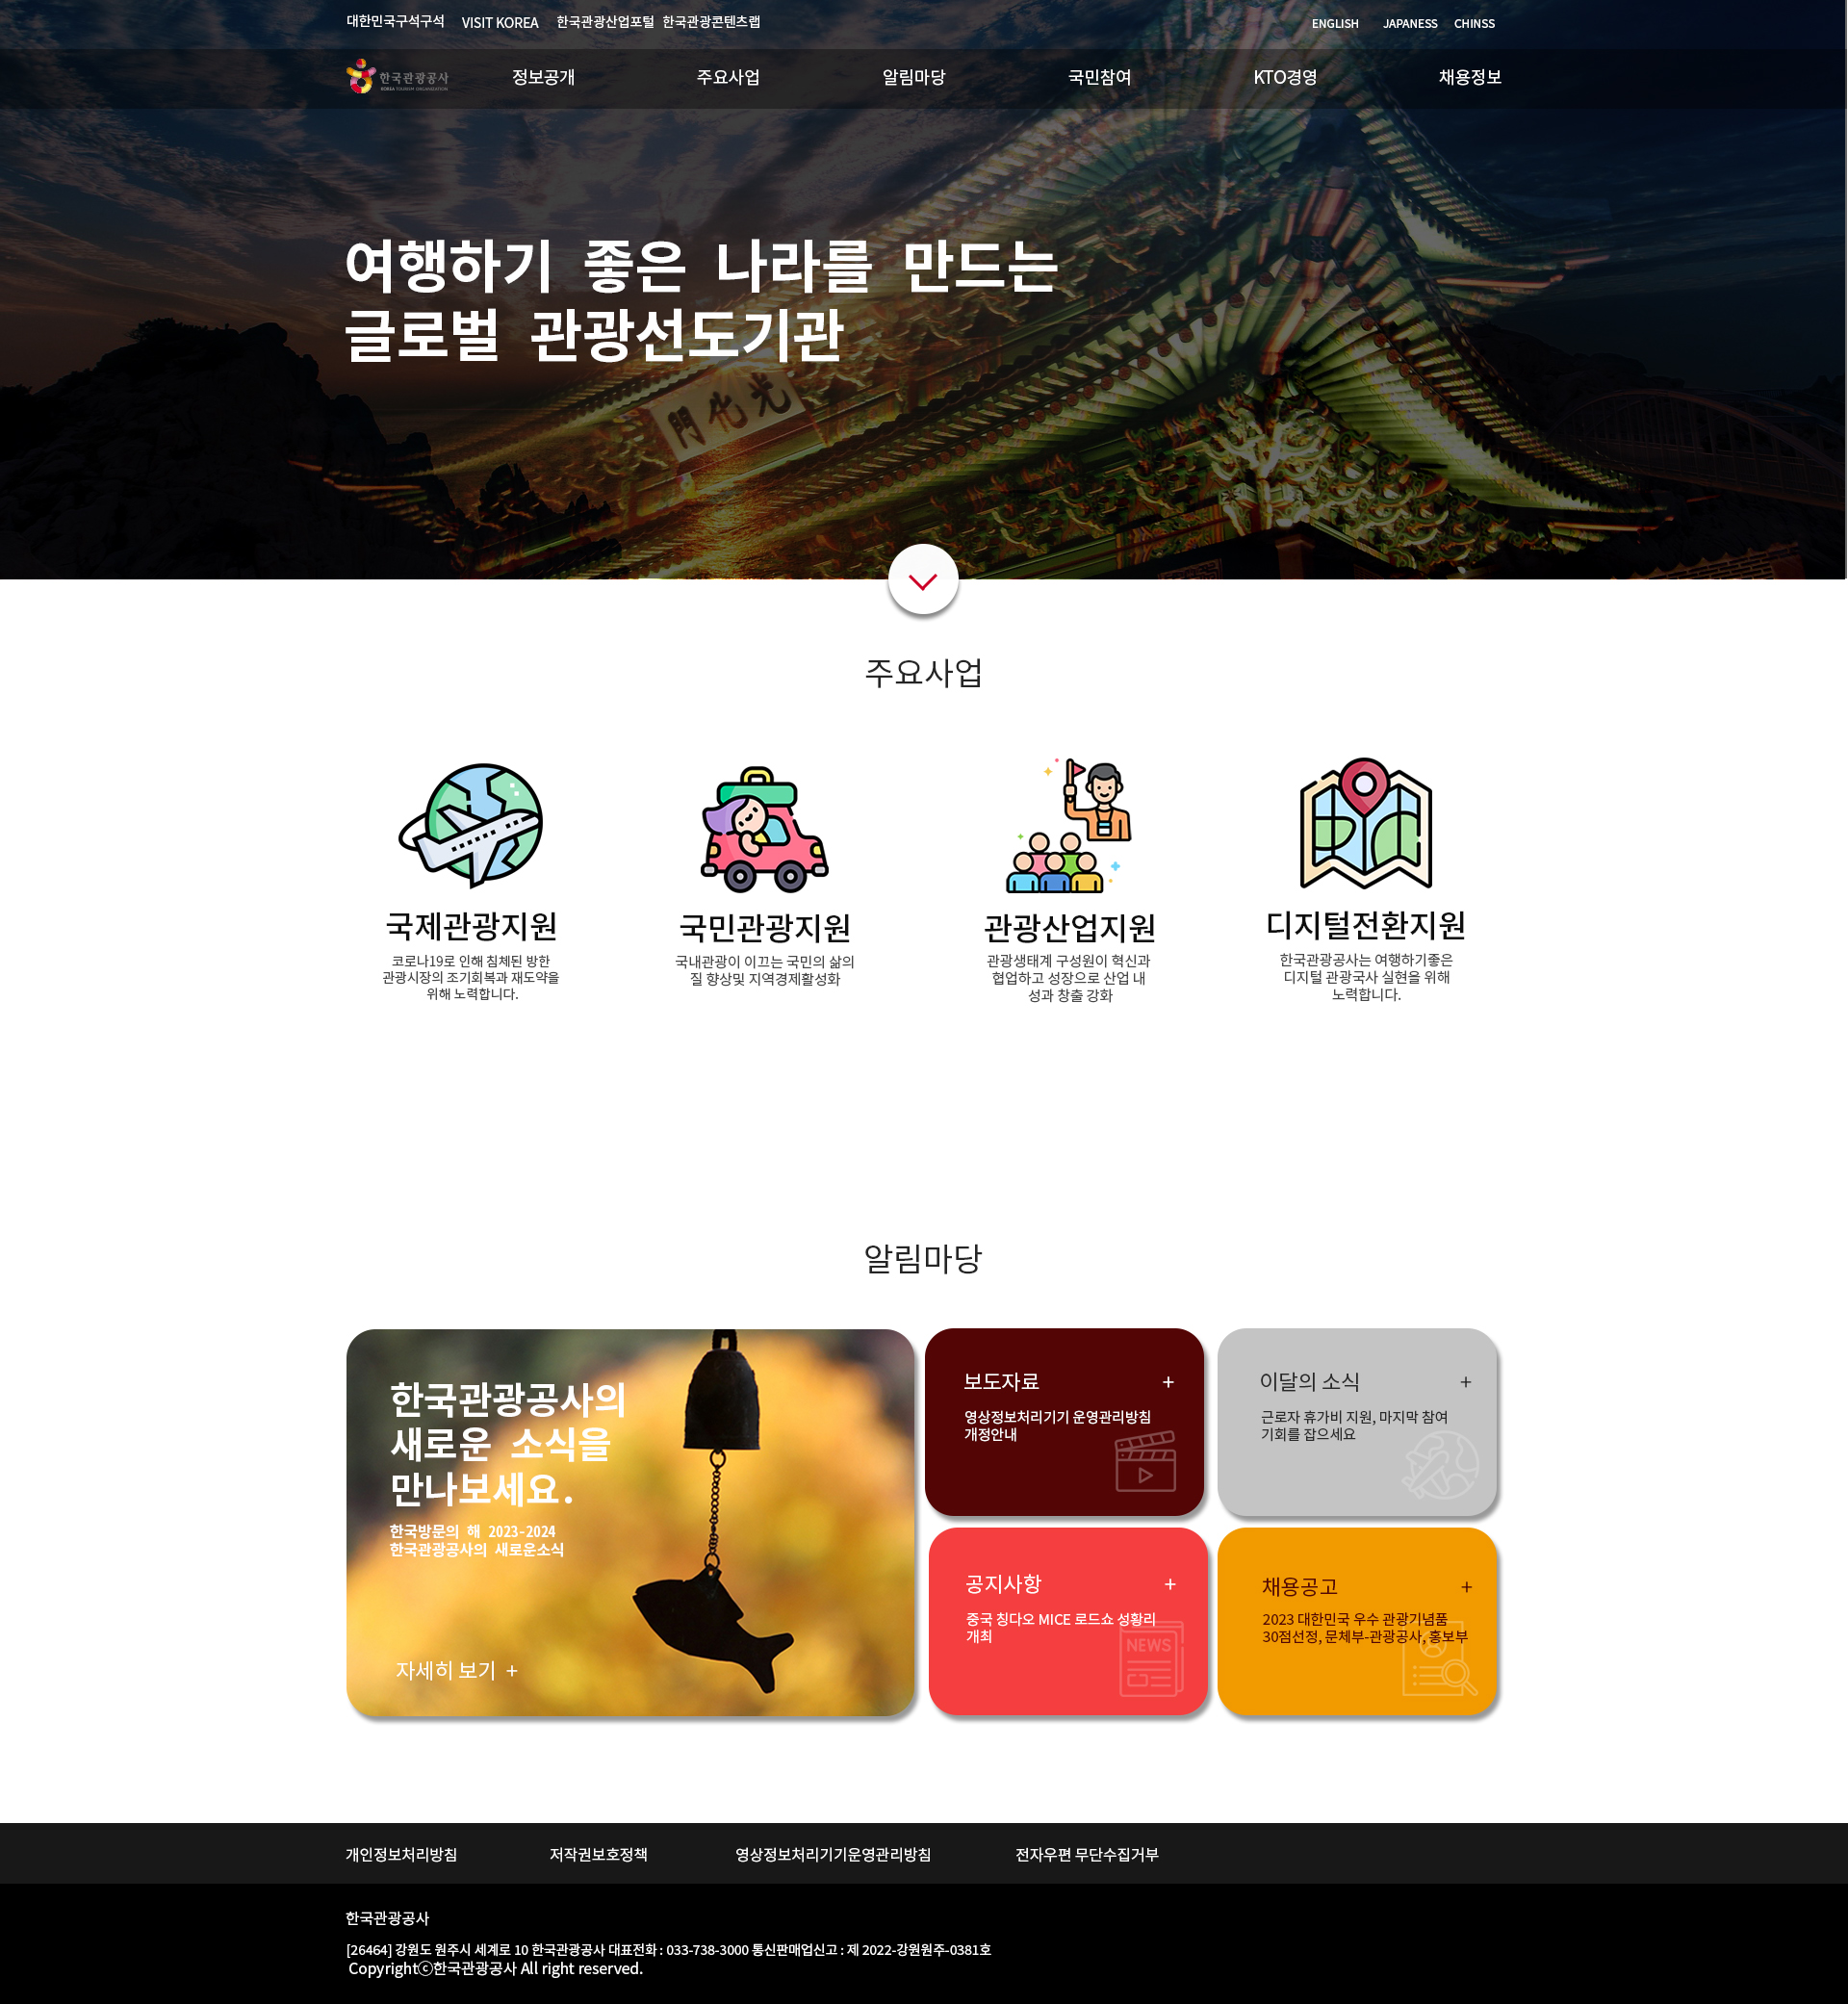 대한민국구석구석 VISIT KOREA 한국관광산업포털 한국관광콘텐츠랩 ENGLISH JAPANESS CHINSS
한국관광공사 정보공개 주요사업 알림마당 국민참여 KTO경영 채용정보
KOREA TOURISM ORGANIZATION
여행하기 좋은 나라를 만드는
글로벌 관광선도기관
門化光
주요사업
국제관광지원
코로나19로 인해 침체된 방한
관광시장의 조기회복과 재도약을
위해 노력합니다.
국민관광지원
국내관광이 이끄는 국민의 삶의
질 향상및 지역경제활성화
관광산업지원
관광생태계 구성원이 혁신과
협업하고 성장으로 산업 내
성과 창출 강화
디지털전환지원
한국관광공사는 여행하기좋은
디지털 관광국사 실현을 위해
노력합니다.
알림마당
한국관광공사의
새로운 소식을
만나보세요.
한국방문의 해 2023-2024
한국관광공사의 새로운소식
자세히 보기 +
보도자료 +
영상정보처리기기 운영관리방침
개정안내
이달의 소식 +
근로자 휴가비 지원, 마지막 참여
기회를 잡으세요
공지사항 +
중국 칭다오 MICE 로드쇼 성황리
개최
NEWS
채용공고 +
2023 대한민국 우수 관광기념품
30점선정, 문체부-관광공사, 홍보부
개인정보처리방침 저작권보호정책 영상정보처리기기운영관리방침 전자우편 무단수집거부
한국관광공사
[26464] 강원도 원주시 세계로 10 한국관광공사 대표전화 : 033-738-3000 통신판매업신고 : 제 2022-강원원주-0381호
Copyrightⓒ한국관광공사 All right reserved.